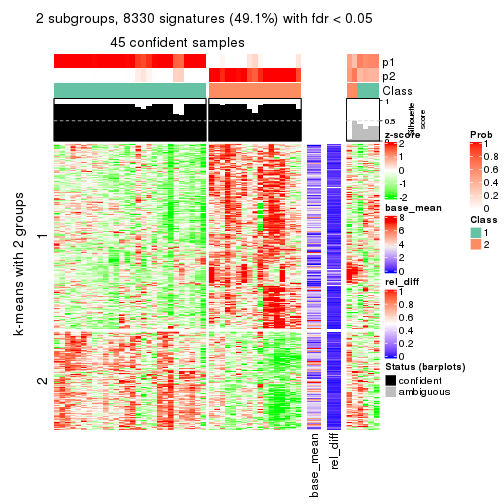 2 subgroups, 8330 signatures (49.1%) with fdr < 0.05
45 confident samples
p1
p2
Class
1
0.5
0
Silhouette
score
k-means with 2 groups
1
2
base_mean
rel_diff
z-score
2
1
0
-1
-2
base_mean
8
6
4
2
0
rel_diff
1
0.8
0.6
0.4
0.2
0
Status (barplots)
confident
ambiguous
Prob
1
0.8
0.6
0.4
0.2
0
Class
1
2